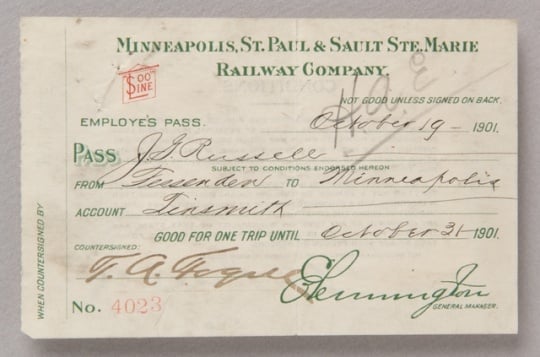 MINNEAPOLIS, ST. PAUL & SAULT STE. MARIE
RAILWAY COMPANY.
$OO
INE
NOT GOOD UNLESS SIGNED ON BACK.
EMPLOYE'S PASS. October 19 - 1901.
PASS J.G. Russell
SUBJECT TO CONDITIONS ENDORSED HEREON
FROM Fessenden TO Minneapolis
ACCOUNT Tinsmith
GOOD FOR ONE TRIP UNTIL October 31 1901.
COUNTERSIGNED:
T. A.
GENERAL MANAGER.
No. 4023
WHEN COUNTERSIGNED BY